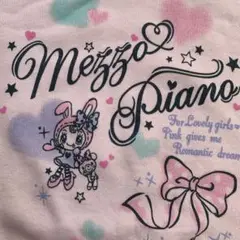 Mezzo
Piano
For Lovely girls
Pink gives me
Romantic dream